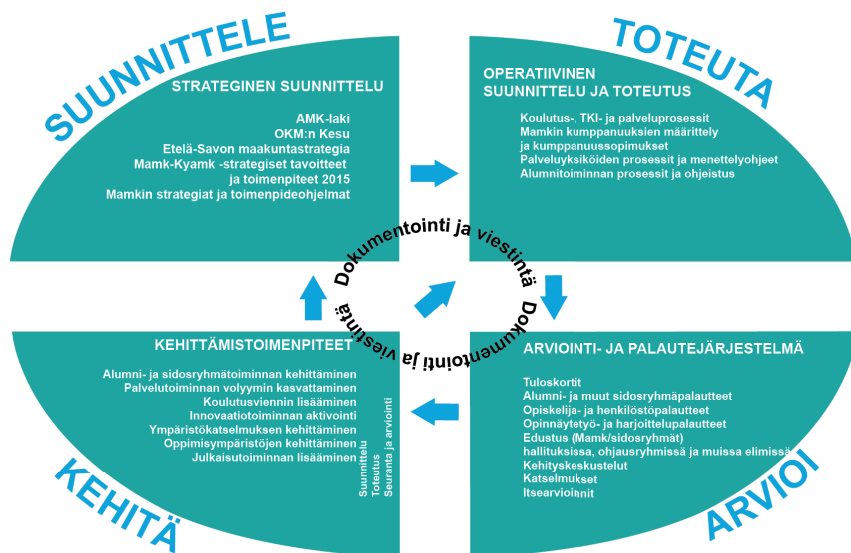 SUUNNITTELE
STRATEGINEN SUUNNITTELU
AMK-laki
OKM:n Kesu
Etelä-Savon maakuntastrategia
Mamk-Kyamk -strategiset tavoitteet
ja toimenpiteet 2015
Mamkin strategiat ja toimenpideohjelmat
TOTEUTA
OPERATIIVINEN
SUUNNITTELU JA TOTEUTUS
Koulutus-, TKI- ja palveluprosessit
Mamkin kumppanuuksien määrittely
ja kumppanuussopimukset
Palveluyksiköiden prosessit ja menettelyohjeet
Alumnitoiminnan prosessit ja ohjeistus
Dokumentointi ja viestintä
Dokumentointi ja viestintä
KEHITTÄMISTOIMENPITEET
Alumni- ja sidosryhmätoiminnan kehittäminen
Palvelutoiminnan volyymin kasvattaminen
Koulutusviennin lisääminen
Innovaatiotoiminnan aktivointi
Ympäristökatselmuksen kehittäminen
Oppimisympäristöjen kehittäminen
Julkaisutoiminnan lisääminen
Suunnittelu
Toteutus
Seuranta ja arviointi
KEHITÄ
ARVIOINTI- JA PALAUTEJÄRJESTELMÄ
Tuloskortit
Alumni- ja muut sidosryhmäpalautteet
Opiskelija- ja henkilöstöpalautteet
Opinnäytetyö- ja harjoittelupalautteet
Edustus (Mamk/sidosryhmät)
hallituksissa, ohjausryhmissä ja muissa elimissä
Kehityskeskustelut
Katselmukset
Itsearvioinnit
ARVIOI